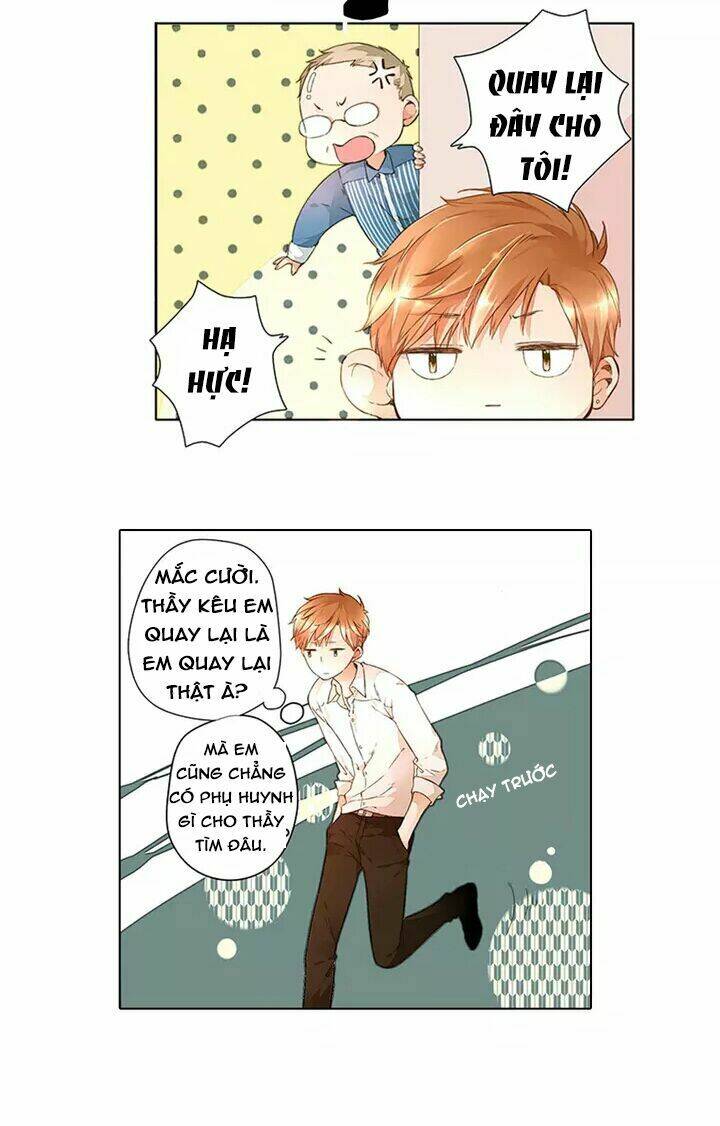 QUAY LẠI
ĐÂY CHO
TÔI!
HẠ
HỰC!
MẮC CƯỜI.
THẦY KÊU EM
QUAY LẠI LÀ
EM QUAY LẠI
THẬT À?
MÀ EM
CŨNG CHẲNG
CÓ PHỤ HUYNH
GÌ CHO THẦY
TÌM ĐÂU.
CHẠY TRƯỚC